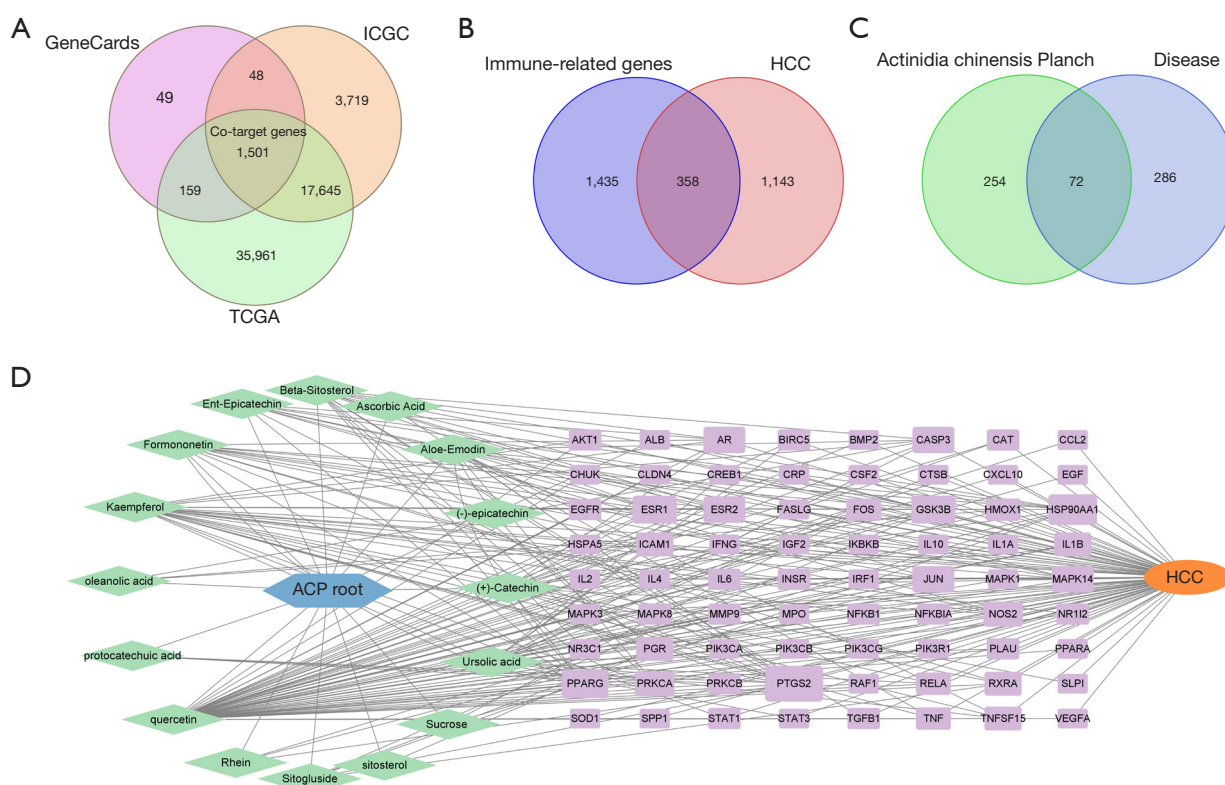 A
GeneCards
ICGC
48
49
3,719
Co-target genes
1,501
159
17,645
35,961
TCGA
B
Immune-related genes
HCC
1,435
358
1,143
C
Actinidia chinensis Planch
Disease
254
72
286
D
Beta-Sitosterol
Ent-Epicatechin
Ascorbic Acid
Formononetin
Aloe-Emodin
Kaempferol
(-)-epicatechin
oleanolic acid
ACP root
(+)-Catechin
protocatechuic acid
Ursolic acid
quercetin
Sucrose
Rhein
sitosterol
Sitogluside
AKT1 ALB AR BIRC5 BMP2 CASP3 CAT CCL2
CHUK CLDN4 CREB1 CRP CSF2 CTSB CXCL10 EGF
EGFR ESR1 ESR2 FASLG FOS GSK3B HMOX1 HSP90AA1
HSPA5 ICAM1 IFNG IGF2 IKBKB IL10 IL1A IL1B
IL2 IL4 IL6 INSR IRF1 JUN MAPK1 MAPK14
MAPK3 MAPK8 MMP9 MPO NFKB1 NFKBIA NOS2 NR1I2
NR3C1 PGR PIK3CA PIK3CB PIK3CG PIK3R1 PLAU PPARA
PPARG PRKCA PRKCB PTGS2 RAF1 RELA RXRA SLPI
SOD1 SPP1 STAT1 STAT3 TGFB1 TNF TNFSF15 VEGFA
HCC